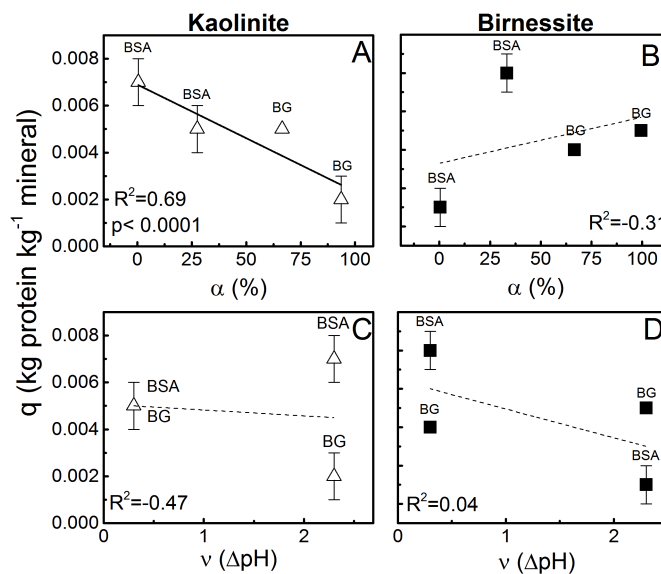 Kaolinite
Birnessite
q (kg protein kg⁻¹ mineral)
A
BSA
BSA
BG
BG
0.008
0.006
0.004
0.002
0.000
R²=0.69
p< 0.0001
0 25 50 75 100
α (%)
B
BSA
BSA
BG
BG
R²=-0.31
0 25 50 75 100
α (%)
C
BSA
BSA
BG
BG
0.008
0.006
0.004
0.002
0.000
R²=-0.47
0 1 2
ν (ΔpH)
D
BSA
BG
BG
BSA
R²=0.04
0 1 2
ν (ΔpH)